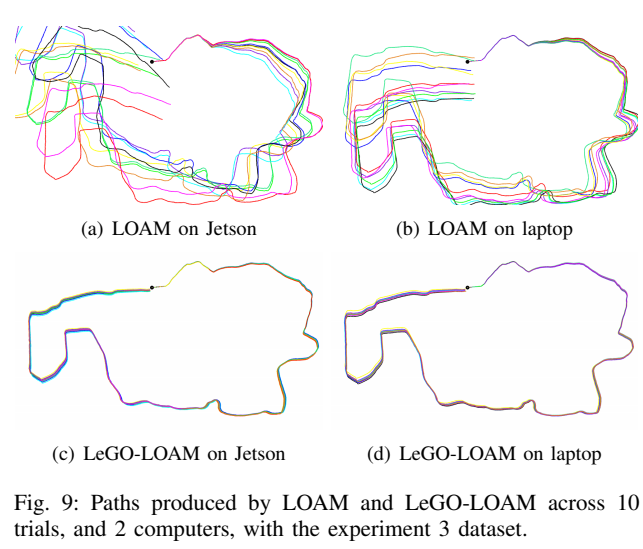 (a) LOAM on Jetson
(b) LOAM on laptop
(c) LeGO-LOAM on Jetson
(d) LeGO-LOAM on laptop
Fig. 9: Paths produced by LOAM and LeGO-LOAM across 10
trials, and 2 computers, with the experiment 3 dataset.